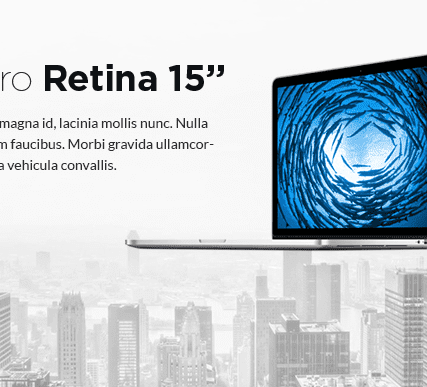 ro Retina 15”
magna id, lacinia mollis nunc. Nulla
m faucibus. Morbi gravida ullamcor-
a vehicula convallis.